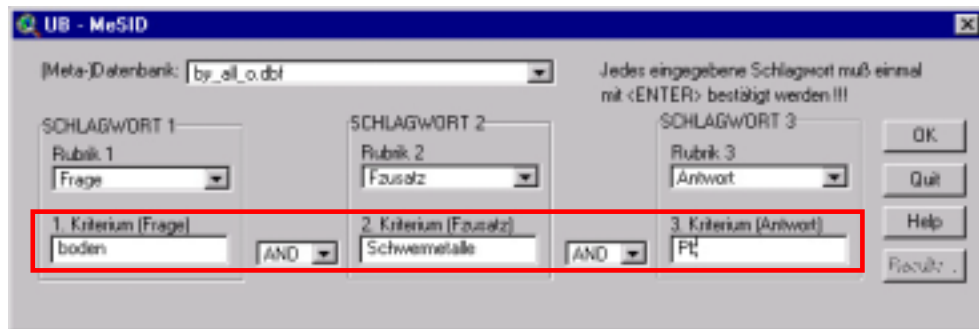 UB - MeSID
(Meta-)Datenbank: by_all_o.dbf
Jedes eingegebene Schlagwort muß einmal
mit <ENTER> bestätigt werden !!!
SCHLAGWORT 1
Rubrik 1
Frage
1. Kriterium (Frage)
boden
AND
SCHLAGWORT 2
Rubrik 2
Fzusatz
2. Kriterium (Fzusatz)
Schwermetalle
AND
SCHLAGWORT 3
Rubrik 3
Antwort
3. Kriterium (Antwort)
Pt
OK
Quit
Help